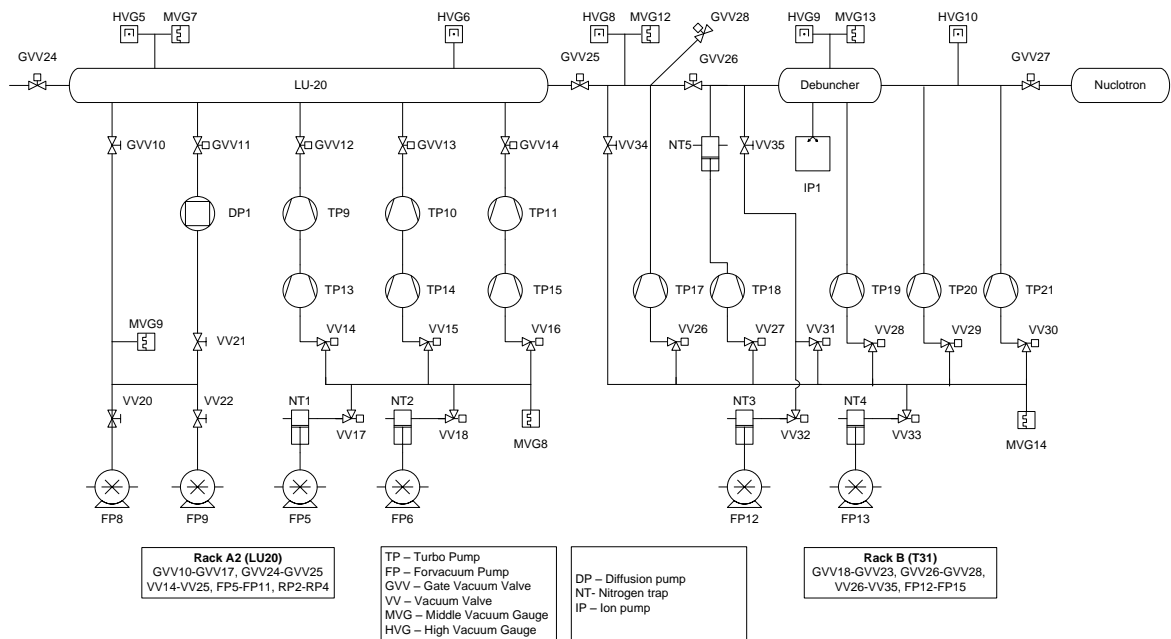 HVG5
MVG7
HVG6
HVG8
MVG12
GVV28
HVG9
MVG13
HVG10
GVV24
GVV25
GVV26
GVV27
LU-20
Debuncher
Nuclotron
GVV10
GVV11
GVV12
GVV13
GVV14
VV34
NT5
VV35
IP1
DP1
TP9
TP10
TP11
TP13
TP14
TP15
TP17
TP18
TP19
TP20
TP21
MVG9
VV21
VV14
VV15
VV16
VV26
VV27
VV31
VV28
VV29
VV30
VV20
VV22
NT1
NT2
NT3
NT4
VV17
VV18
MVG8
VV32
VV33
MVG14
FP8
FP9
FP5
FP6
FP12
FP13
Rack A2 (LU20)
GVV10-GVV17, GVV24-GVV25
VV14-VV25, FP5-FP11, RP2-RP4
TP – Turbo Pump
FP – Forvacuum Pump
GVV – Gate Vacuum Valve
VV – Vacuum Valve
MVG – Middle Vacuum Gauge
HVG – High Vacuum Gauge
DP – Diffusion pump
NT- Nitrogen trap
IP – Ion pump
Rack B (T31)
GVV18-GVV23, GVV26-GVV28,
VV26-VV35, FP12-FP15